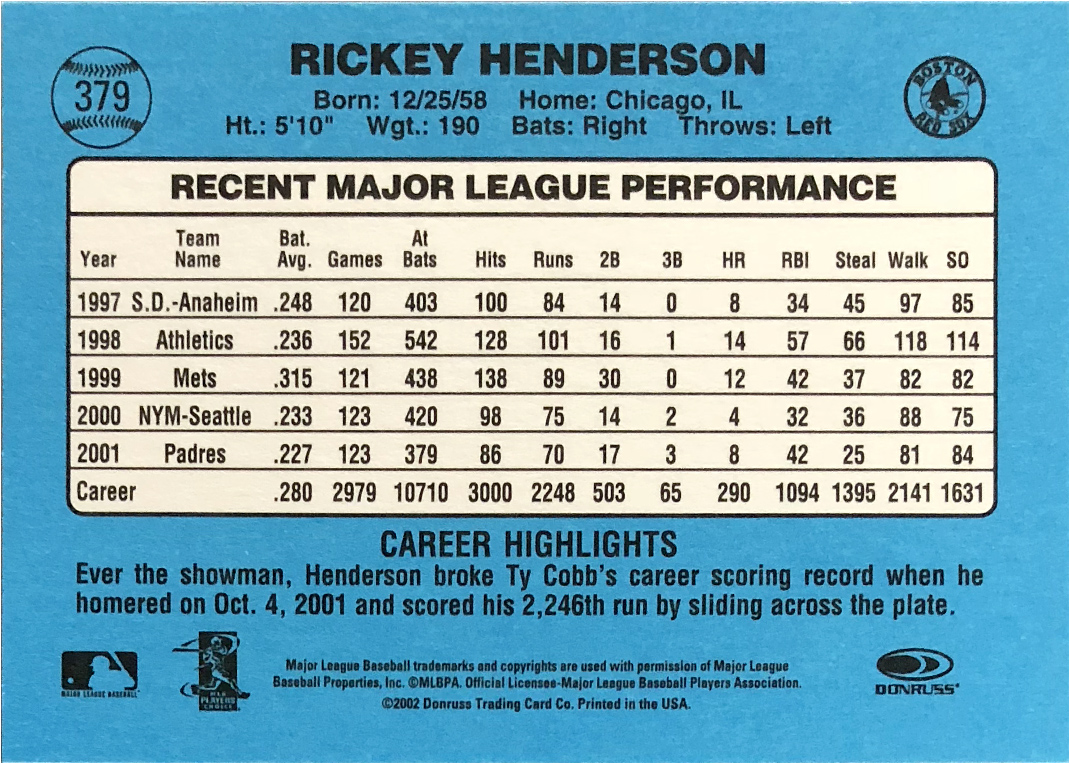 379
RICKEY HENDERSON
Born: 12/25/58 Home: Chicago, IL
Ht.: 5'10" Wgt.: 190 Bats: Right Throws: Left
BOSTON
RED SOX
RECENT MAJOR LEAGUE PERFORMANCE
Year Team Name Bat. Avg. Games At Bats Hits Runs 2B 3B HR RBI Steal Walk SO
1997 S.D.-Anaheim .248 120 403 100 84 14 0 8 34 45 97 85
1998 Athletics .236 152 542 128 101 16 1 14 57 66 118 114
1999 Mets .315 121 438 138 89 30 0 12 42 37 82 82
2000 NYM-Seattle .233 123 420 98 75 14 2 4 32 36 88 75
2001 Padres .227 123 379 86 70 17 3 8 42 25 81 84
Career .280 2979 10710 3000 2248 503 65 290 1094 1395 2141 1631
CAREER HIGHLIGHTS
Ever the showman, Henderson broke Ty Cobb's career scoring record when he
homered on Oct. 4, 2001 and scored his 2,246th run by sliding across the plate.
MAJOR LEAGUE BASEBALL
MLB
PLAYERS
CHOICE
Major League Baseball trademarks and copyrights are used with permission of Major League
Baseball Properties, Inc. ©MLBPA. Official Licensee-Major League Baseball Players Association.
©2002 Donruss Trading Card Co. Printed in the USA.
DONRUSS